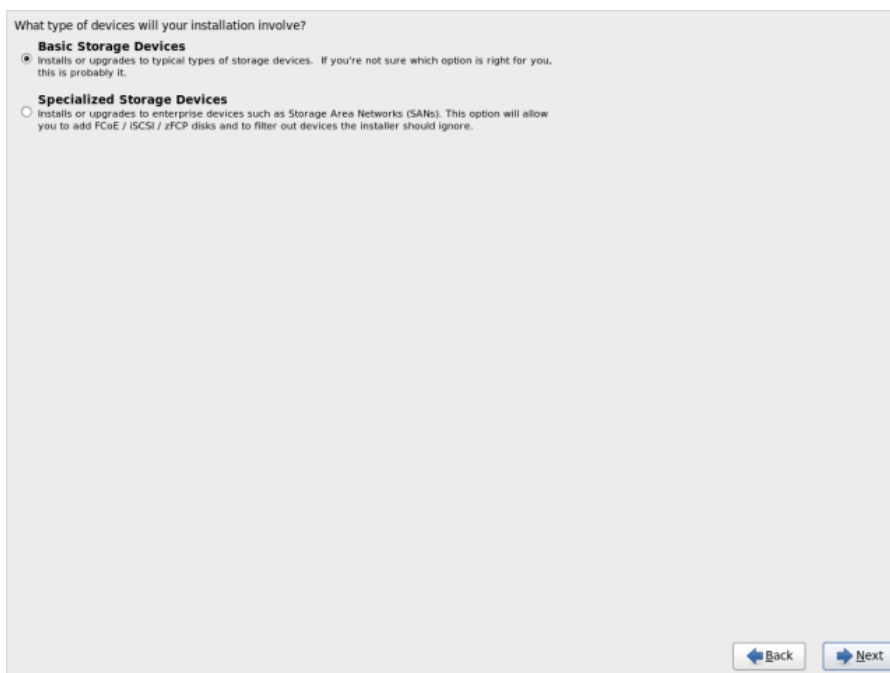 What type of devices will your installation involve?
Basic Storage Devices
Installs or upgrades to typical types of storage devices.  If you're not sure which option is right for you,
this is probably it.
Specialized Storage Devices
Installs or upgrades to enterprise devices such as Storage Area Networks (SANs). This option will allow
you to add FCoE / iSCSI / zFCP disks and to filter out devices the installer should ignore.
Back Next